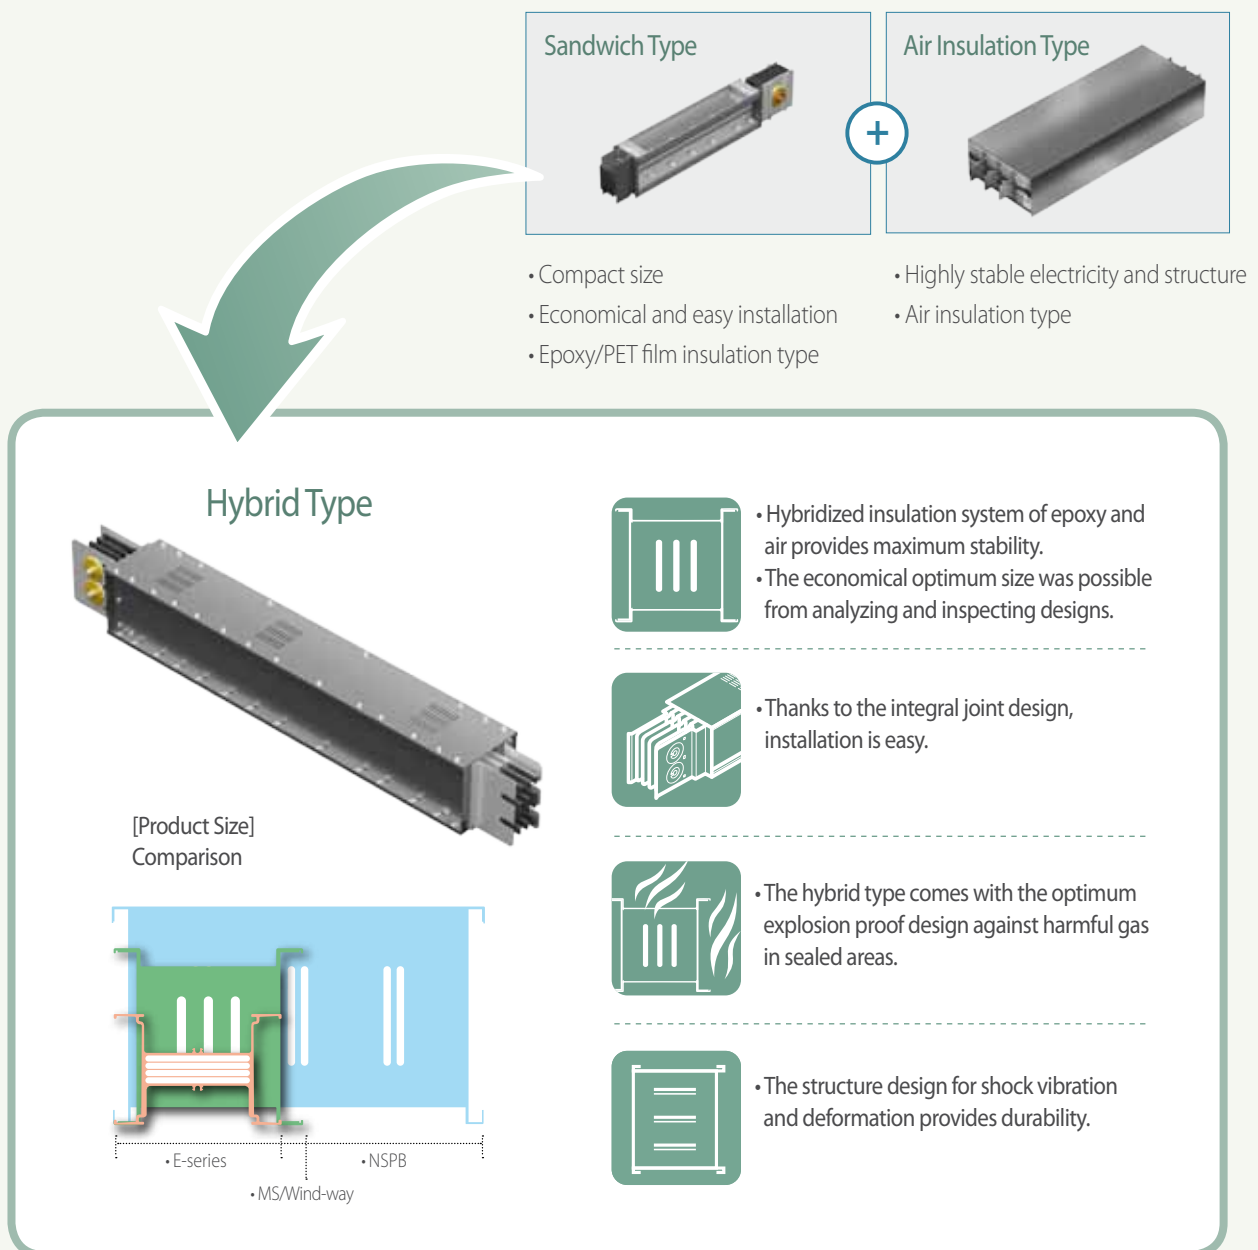 Sandwich Type
Air Insulation Type
+
• Compact size
• Economical and easy installation
• Epoxy/PET film insulation type
• Highly stable electricity and structure
• Air insulation type
Hybrid Type
• Hybridized insulation system of epoxy and
air provides maximum stability.
• The economical optimum size was possible
from analyzing and inspecting designs.
• Thanks to the integral joint design,
installation is easy.
[Product Size]
Comparison
• The hybrid type comes with the optimum
explosion proof design against harmful gas
in sealed areas.
• The structure design for shock vibration
and deformation provides durability.
• E-series
• NSPB
• MS/Wind-way